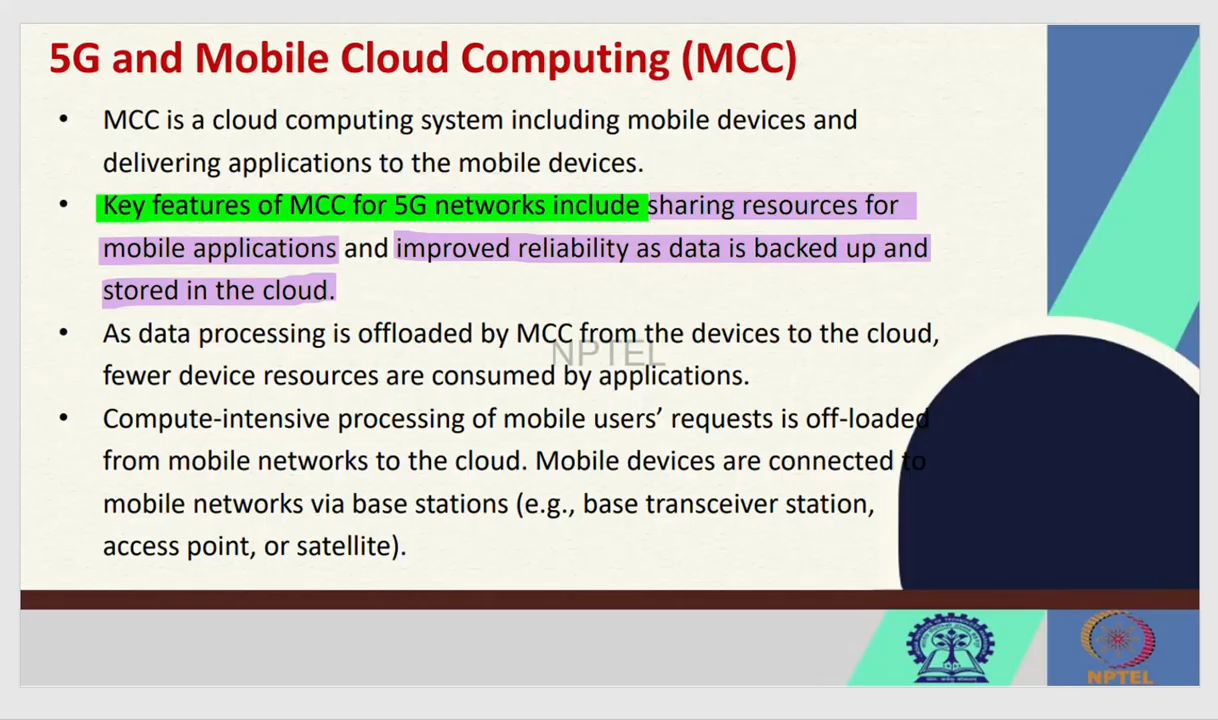 5G and Mobile Cloud Computing (MCC)
• MCC is a cloud computing system including mobile devices and
delivering applications to the mobile devices.
• Key features of MCC for 5G networks include sharing resources for
mobile applications and improved reliability as data is backed up and
stored in the cloud.
• As data processing is offloaded by MCC from the devices to the cloud,
fewer device resources are consumed by applications.
NPTEL
• Compute-intensive processing of mobile users’ requests is off-loaded
from mobile networks to the cloud. Mobile devices are connected to
mobile networks via base stations (e.g., base transceiver station,
access point, or satellite).
NPTEL